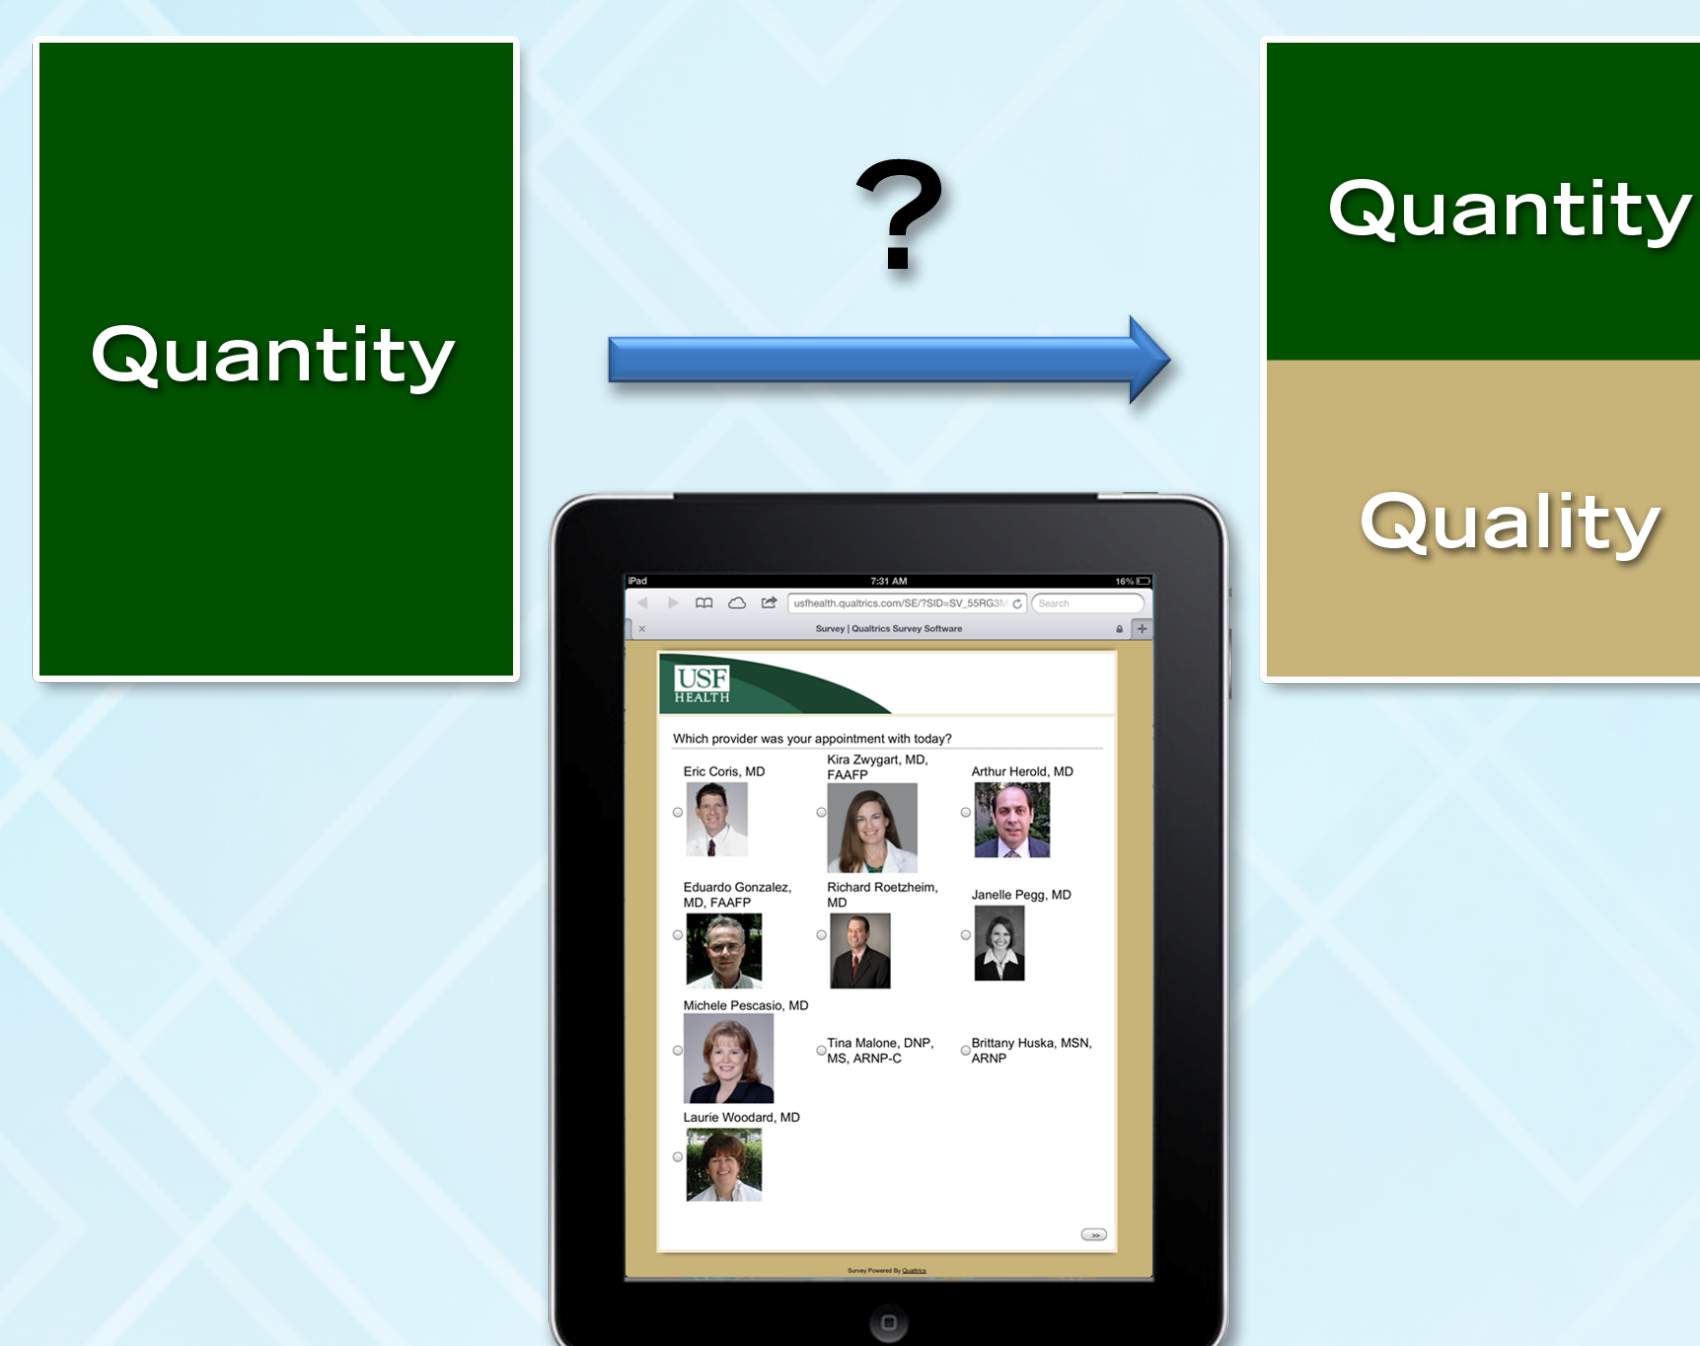 Quantity
?
Quantity
Quality
iPad
7:31 AM
16%
usfhealth.qualtrics.com/SE/?SID=SV_55RG3M
Search
Survey | Qualtrics Survey Software
USF
HEALTH
Which provider was your appointment with today?
Eric Coris, MD
Kira Zwygart, MD,
FAAFP
Arthur Herold, MD
Eduardo Gonzalez,
MD, FAAFP
Richard Roetzheim,
MD
Janelle Pegg, MD
Michele Pescasio, MD
Tina Malone, DNP,
MS, ARNP-C
Brittany Huska, MSN,
ARNP
Laurie Woodard, MD
>>
Survey Powered By Qualtrics